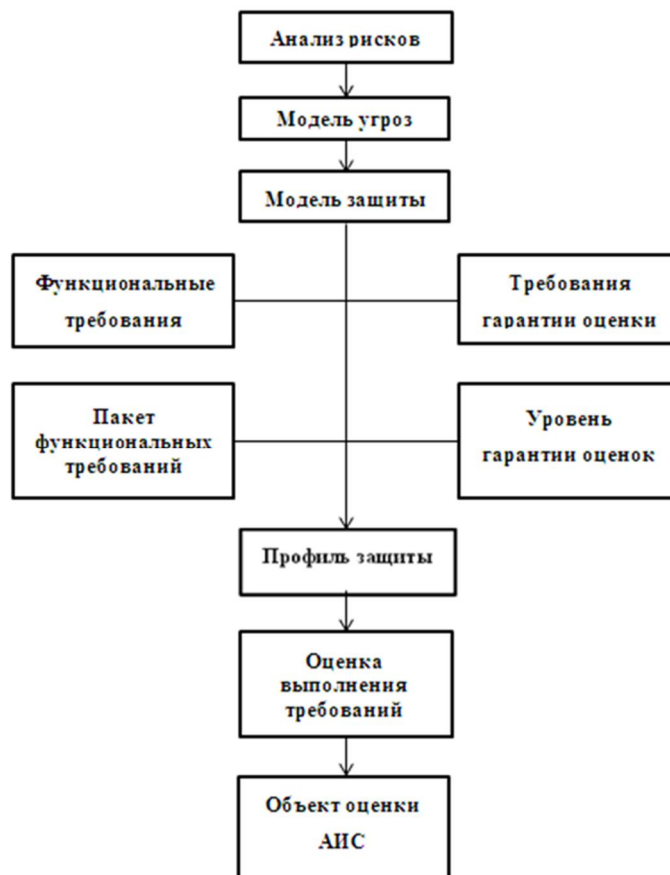 Анализ рисков
Модель угроз
Модель защиты
Функциональные
требования
Требования
гарантии оценки
Пакет
функциональных
требований
Уровень
гарантии оценок
Профиль защиты
Оценка
выполнения
требований
Объект оценки
АИС